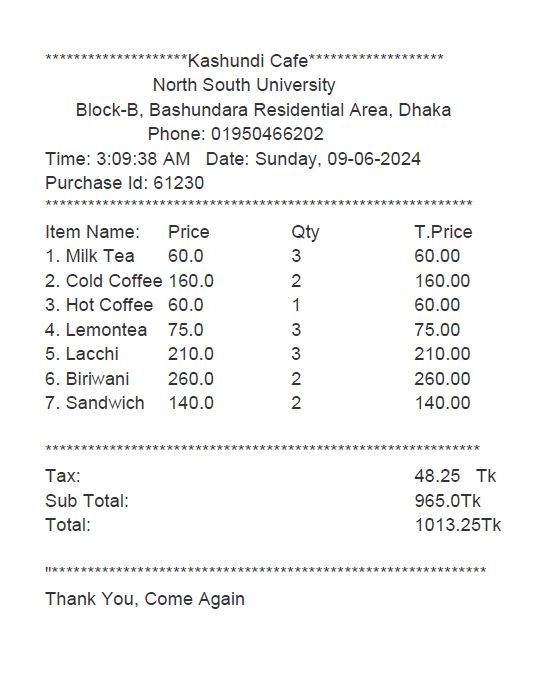 ********************Kashundi Cafe*******************
North South University
Block-B, Bashundara Residential Area, Dhaka
Phone: 01950466202
Time: 3:09:38 AM Date: Sunday, 09-06-2024
Purchase Id: 61230
************************************************************
Item Name: Price Qty T.Price
1. Milk Tea 60.0 3 60.00
2. Cold Coffee 160.0 2 160.00
3. Hot Coffee 60.0 1 60.00
4. Lemontea 75.0 3 75.00
5. Lacchi 210.0 3 210.00
6. Biriwani 260.0 2 260.00
7. Sandwich 140.0 2 140.00
*************************************************************
Tax: 48.25 Tk
Sub Total: 965.0Tk
Total: 1013.25Tk
"*************************************************************
Thank You, Come Again